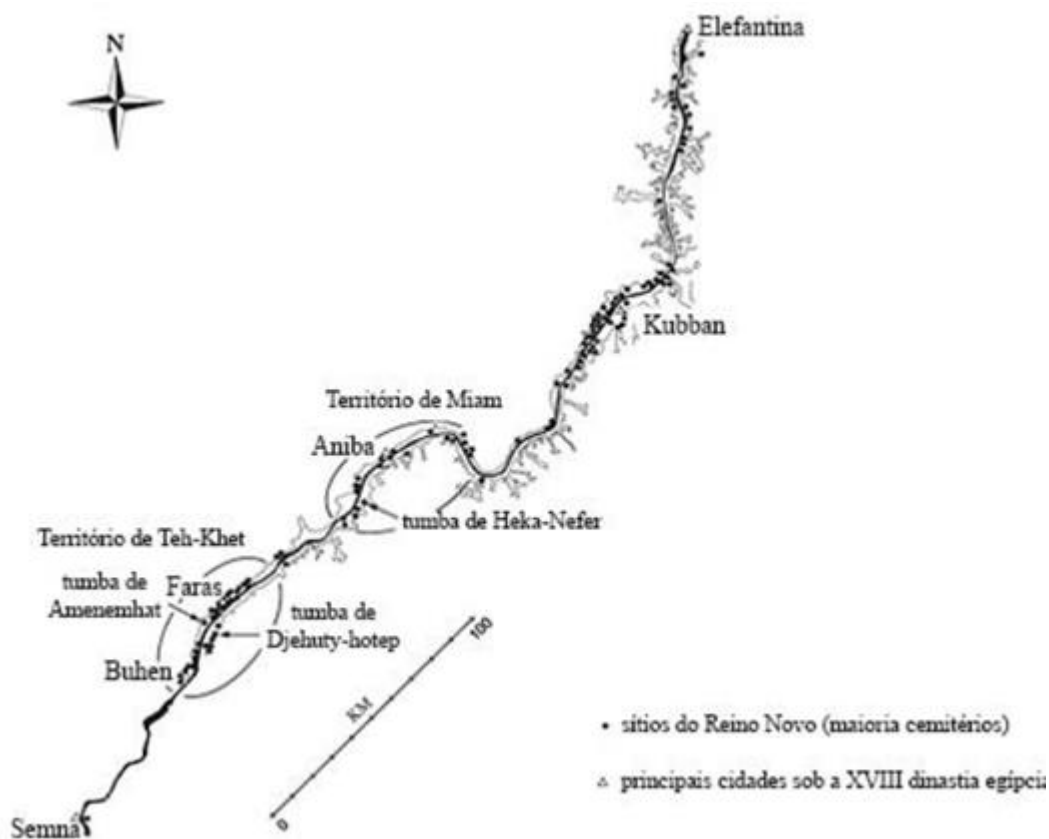 Elefantina
N
Kubban
Território de Miam
Aniba
tumba de Heka-Nefer
Território de Teh-Khet
tumba de
Amenemhat
Faras
tumba de
Djehuty-hotep
Buhen
100
KM
0
• sítios do Reino Novo (maioria cemitérios)
△ principais cidades sob a XVIII dinastia egípcia
Semna